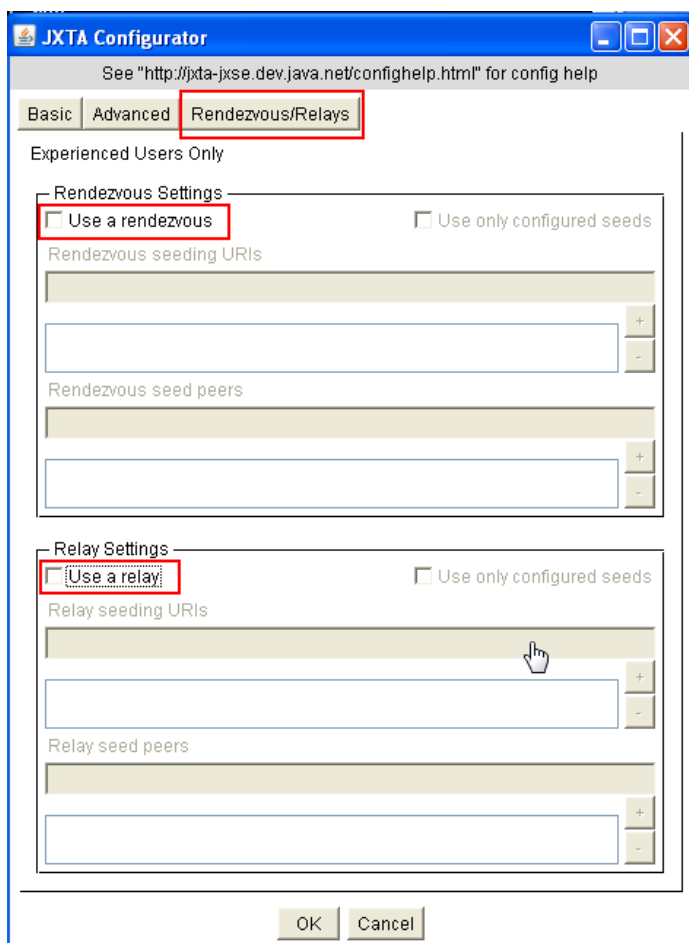 JXTA Configurator
See "http://jxta-jxse.dev.java.net/confighelp.html" for config help
Basic Advanced Rendezvous/Relays
Experienced Users Only
Rendezvous Settings
Use a rendezvous Use only configured seeds
Rendezvous seeding URIs
+
-
Rendezvous seed peers
+
-
Relay Settings
Use a relay Use only configured seeds
Relay seeding URIs
+
-
Relay seed peers
+
-
OK Cancel